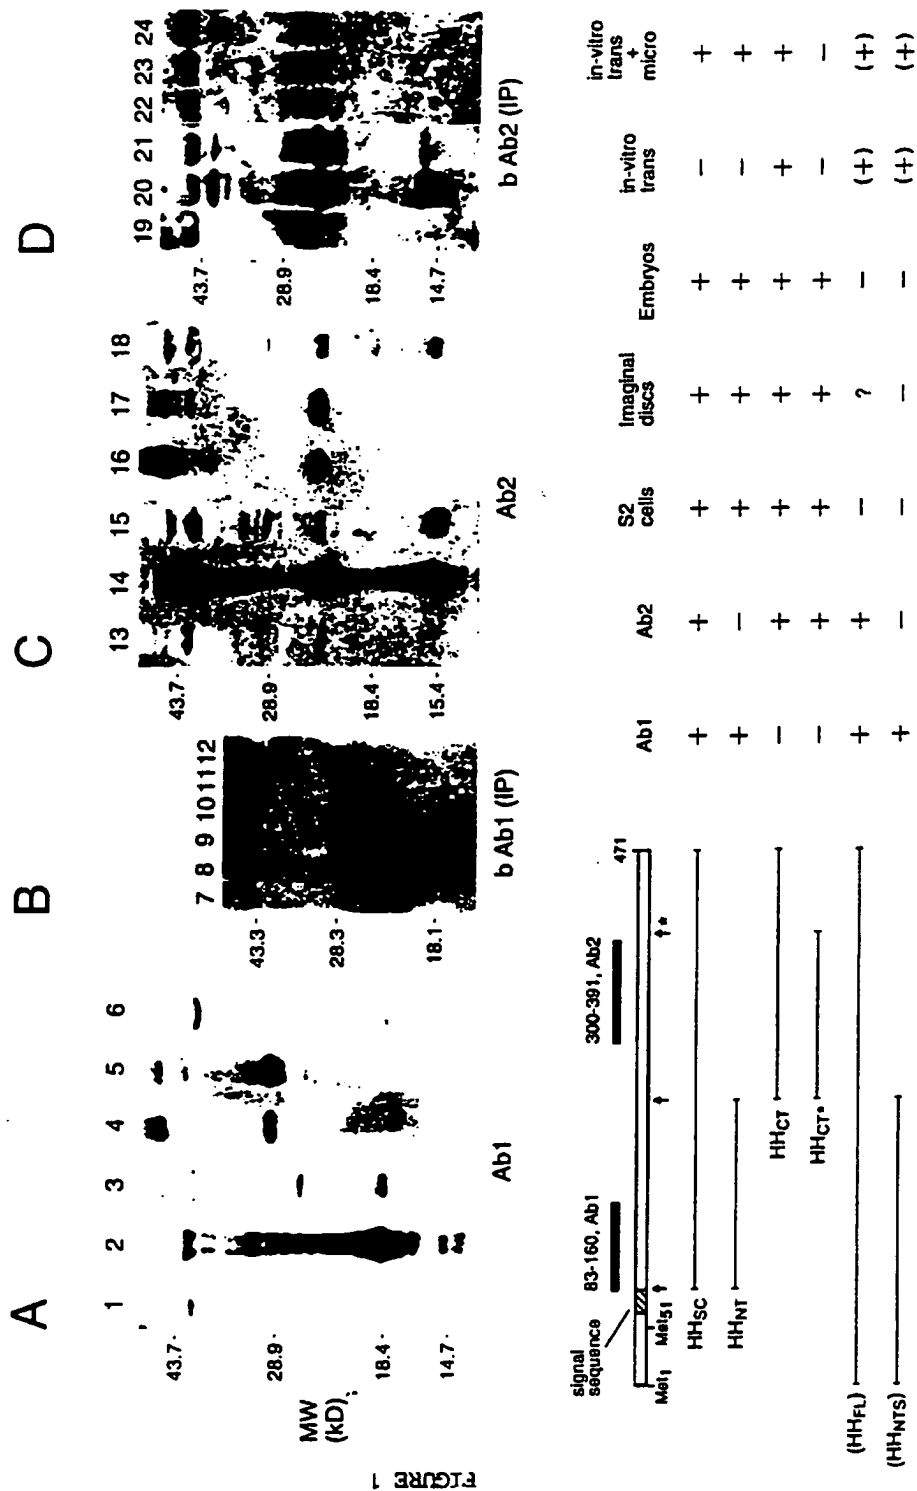 FIGURE 1
A
B
C
D
1 2 3 4 5 6
7 8 9 10 11 12
13 14 15 16 17 18
19 20 21 22 23 24
MW
(kD)
43.7-
28.9-
18.4-
14.7-
43.3-
28.3-
18.1-
43.7-
28.9-
18.4-
15.4-
43.7-
28.9-
18.4-
14.7-
Ab1
b Ab1 (IP)
Ab2
b Ab2 (IP)
signal
sequence
83-160, Ab1
300-391, Ab2
471
Met1
Met51
*
Ab1 Ab2 S2 cells Imaginal discs Embryos in-vitro trans in-vitro trans + micro
HHSC + + + + + − +
HHNT + − + + + − +
HHCT − + + + + + +
HHCT* − + + + + − −
(HHFL) + + − ? − (+) (+)
(HHNTS) + − − − − (+) (+)